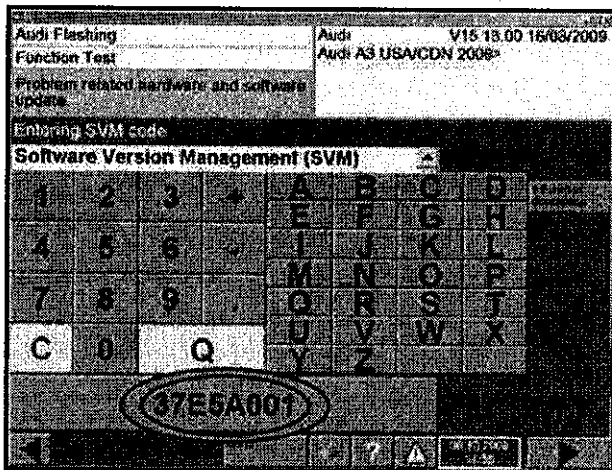 Audi Flashing
Audi V15.13.00 16/03/2009
Function Test
Audi A3 USA/CDN 2006>
Problem related hardware and software
update
Entering SVM code
Software Version Management (SVM)
1 2 3 + A B C D
E F G H
4 5 6 I J K L
M N O P
7 8 9 . Q R S T
U V W X
C 0 Q
Y Z
37E5A001
?